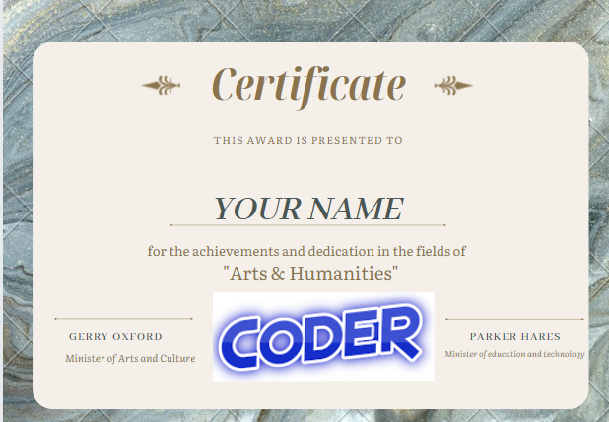 Certificate
THIS AWARD IS PRESENTED TO
YOUR NAME
for the achievements and dedication in the fields of
"Arts & Humanities"
CODER
GERRY OXFORD
Minister of Arts and Culture
PARKER HARES
Minister of education and technology